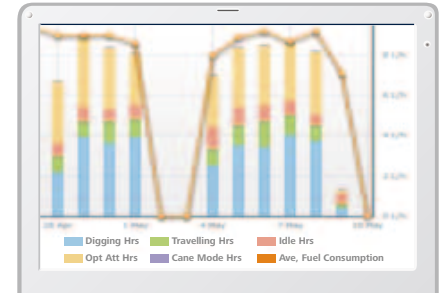 28 Apr 1 May 4 May 7 May 10 May
Digging Hrs Travelling Hrs Idle Hrs
Opt Att Hrs Cane Mode Hrs Ave, Fuel Consumption